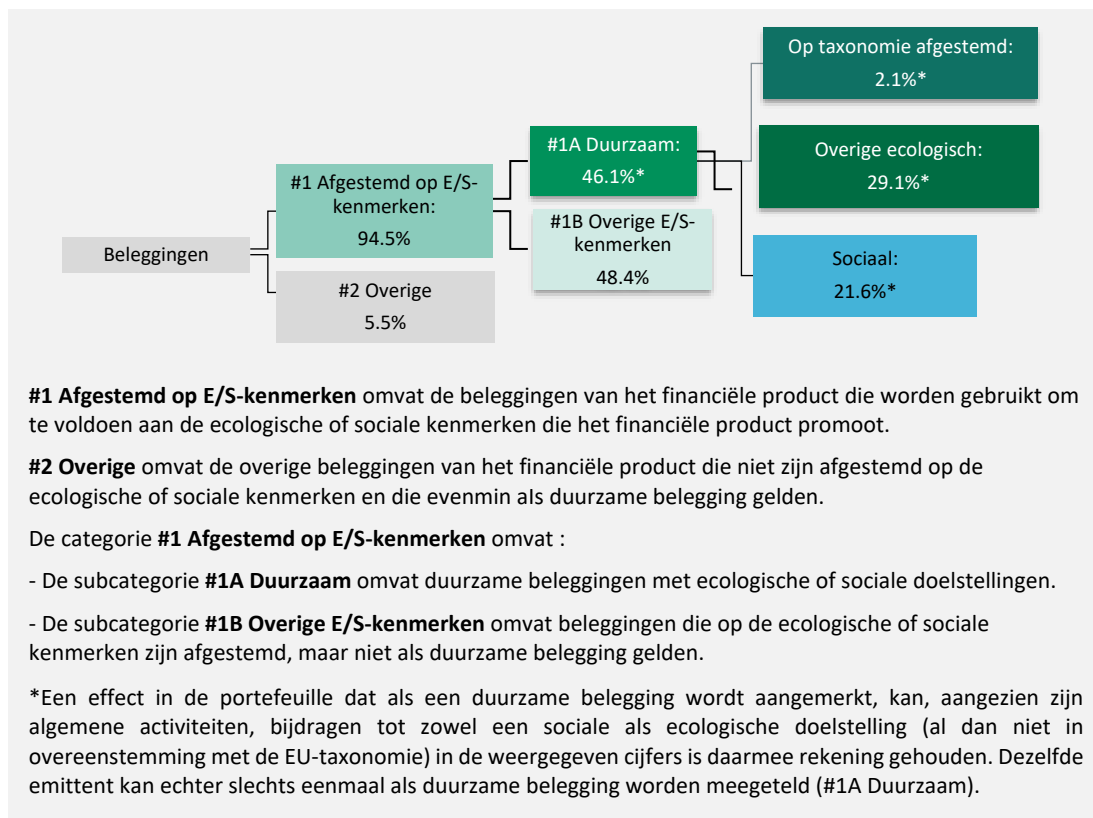 Op taxonomie afgestemd:
2.1%*
#1A Duurzaam:
46.1%*
Overige ecologisch:
29.1%*
#1 Afgestemd op E/S-
kenmerken:
94.5%
#1B Overige E/S-
kenmerken
48.4%
Beleggingen
Sociaal:
21.6%*
#2 Overige
5.5%
#1 Afgestemd op E/S-kenmerken omvat de beleggingen van het financiële product die worden gebruikt om
te voldoen aan de ecologische of sociale kenmerken die het financiële product promoot.
#2 Overige omvat de overige beleggingen van het financiële product die niet zijn afgestemd op de
ecologische of sociale kenmerken en die evenmin als duurzame belegging gelden.
De categorie #1 Afgestemd op E/S-kenmerken omvat :
- De subcategorie #1A Duurzaam omvat duurzame beleggingen met ecologische of sociale doelstellingen.
- De subcategorie #1B Overige E/S-kenmerken omvat beleggingen die op de ecologische of sociale
kenmerken zijn afgestemd, maar niet als duurzame belegging gelden.
*Een effect in de portefeuille dat als een duurzame belegging wordt aangemerkt, kan, aangezien zijn
algemene activiteiten, bijdragen tot zowel een sociale als ecologische doelstelling (al dan niet in
overeenstemming met de EU-taxonomie) in de weergegeven cijfers is daarmee rekening gehouden. Dezelfde
emittent kan echter slechts eenmaal als duurzame belegging worden meegeteld (#1A Duurzaam).